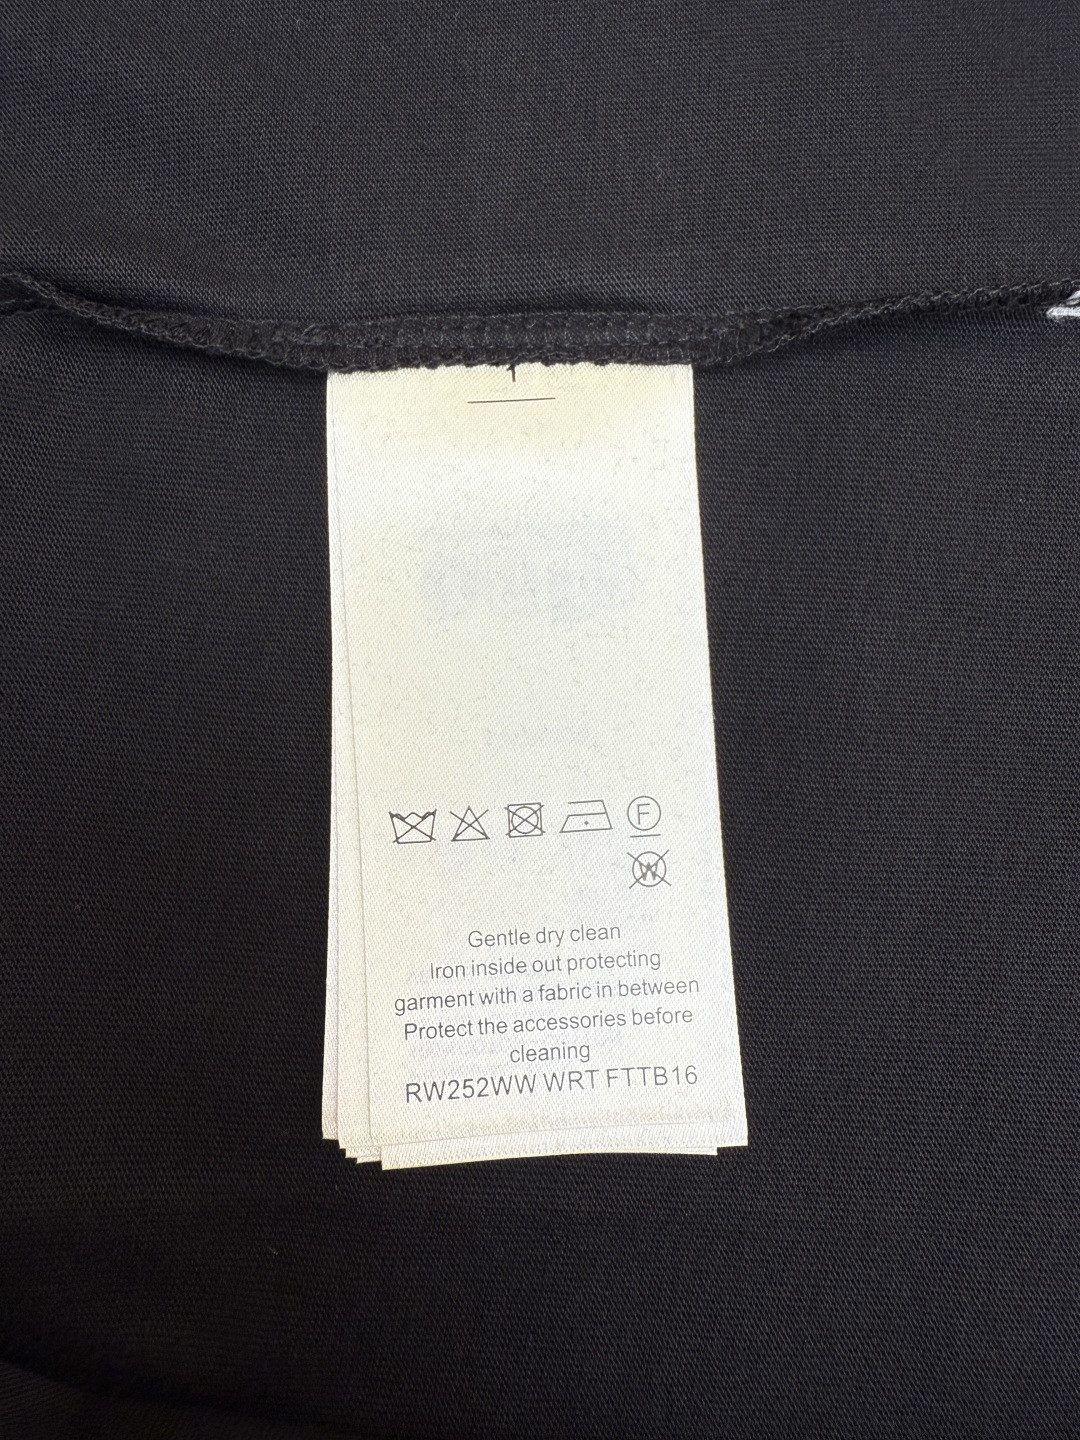 F
W
Gentle dry clean
Iron inside out protecting
garment with a fabric in between
Protect the accessories before
cleaning
RW252WW WRT FTTB16